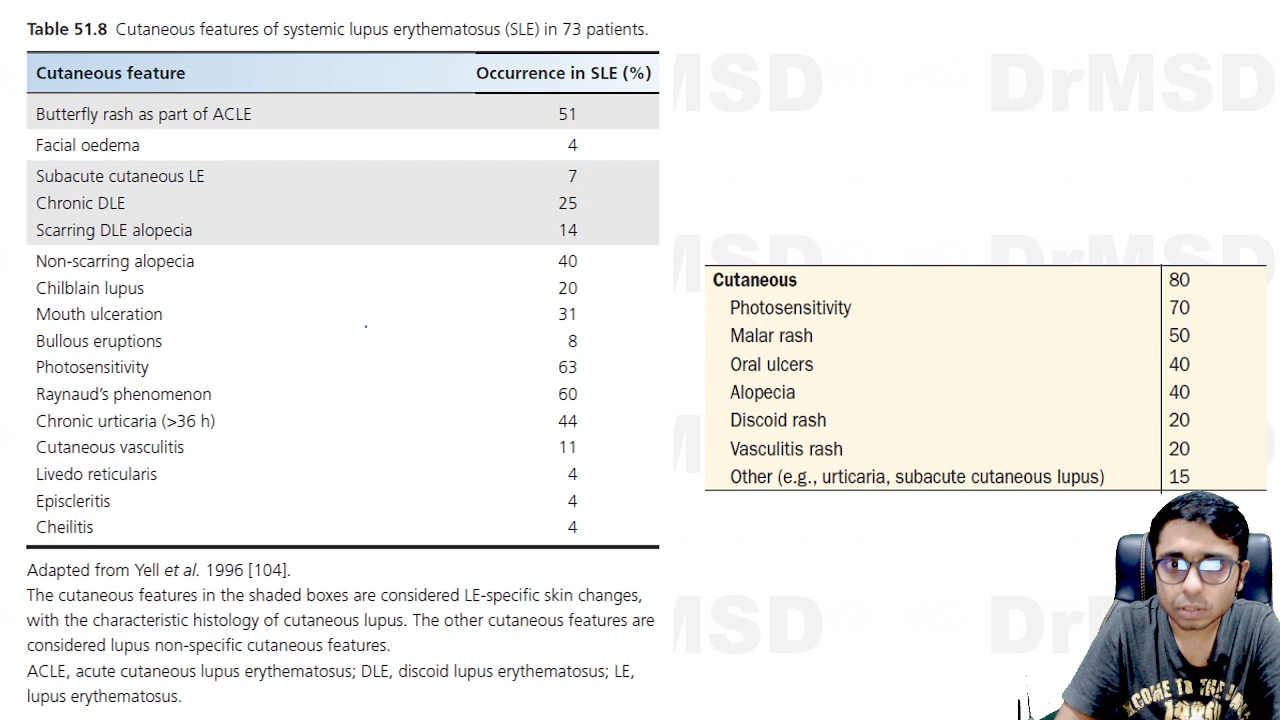 Table 51.8 Cutaneous features of systemic lupus erythematosus (SLE) in 73 patients.
Cutaneous feature Occurrence in SLE (%)
Butterfly rash as part of ACLE 51
Facial oedema 4
Subacute cutaneous LE 7
Chronic DLE 25
Scarring DLE alopecia 14
Non-scarring alopecia 40
Chilblain lupus 20
Mouth ulceration 31
Bullous eruptions 8
Photosensitivity 63
Raynaud's phenomenon 60
Chronic urticaria (>36 h) 44
Cutaneous vasculitis 11
Livedo reticularis 4
Episcleritis 4
Cheilitis 4
Adapted from Yell et al. 1996 [104].
The cutaneous features in the shaded boxes are considered LE-specific skin changes,
with the characteristic histology of cutaneous lupus. The other cutaneous features are
considered lupus non-specific cutaneous features.
ACLE, acute cutaneous lupus erythematosus; DLE, discoid lupus erythematosus; LE,
lupus erythematosus.
MSD DrMSD
MSD DrMSD
Cutaneous 80
Photosensitivity 70
Malar rash 50
Oral ulcers 40
Alopecia 40
Discoid rash 20
Vasculitis rash 20
Other (e.g., urticaria, subacute cutaneous lupus) 15
MSD Dr